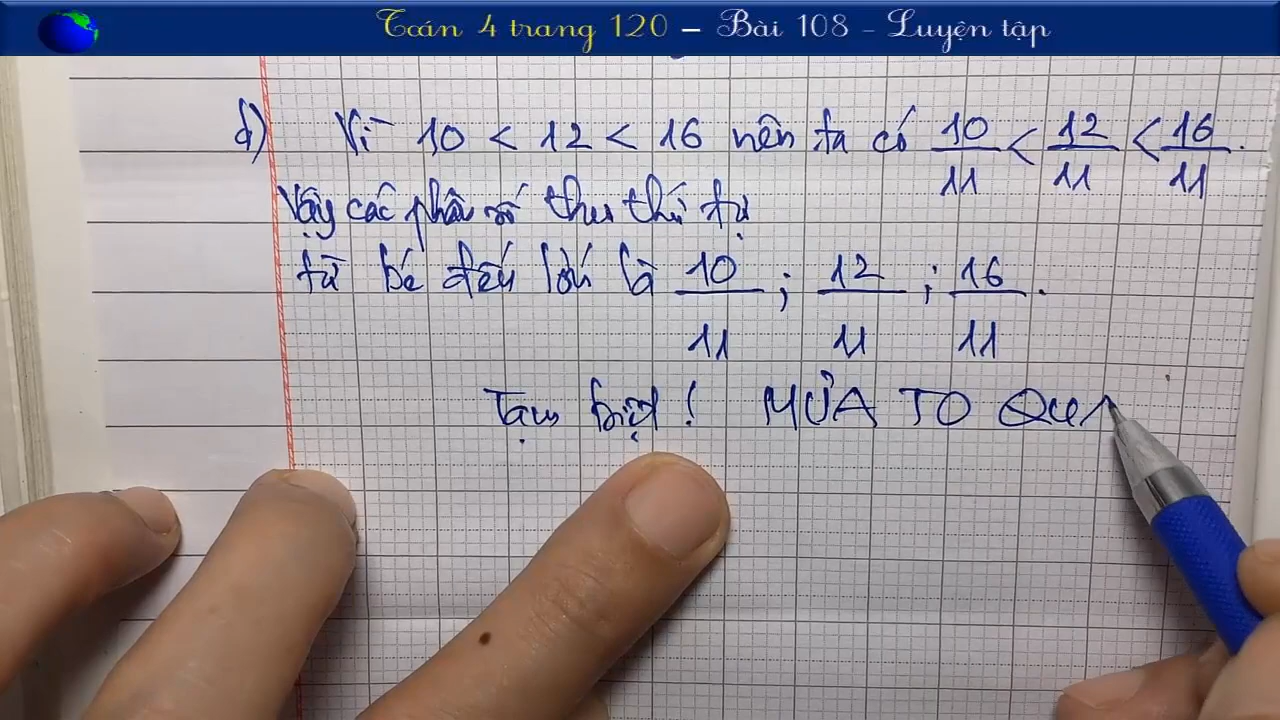 Toán 4 trang 120 – Bài 108 - Luyện tập
d) Vì 10 < 12 < 16 nên ta có 10/11 < 12/11 < 16/11.
Vậy các phân số theo thứ tự
từ bé đến lớn là 10/11 ; 12/11 ; 16/11.
Tạm biệt ! MƯA TO